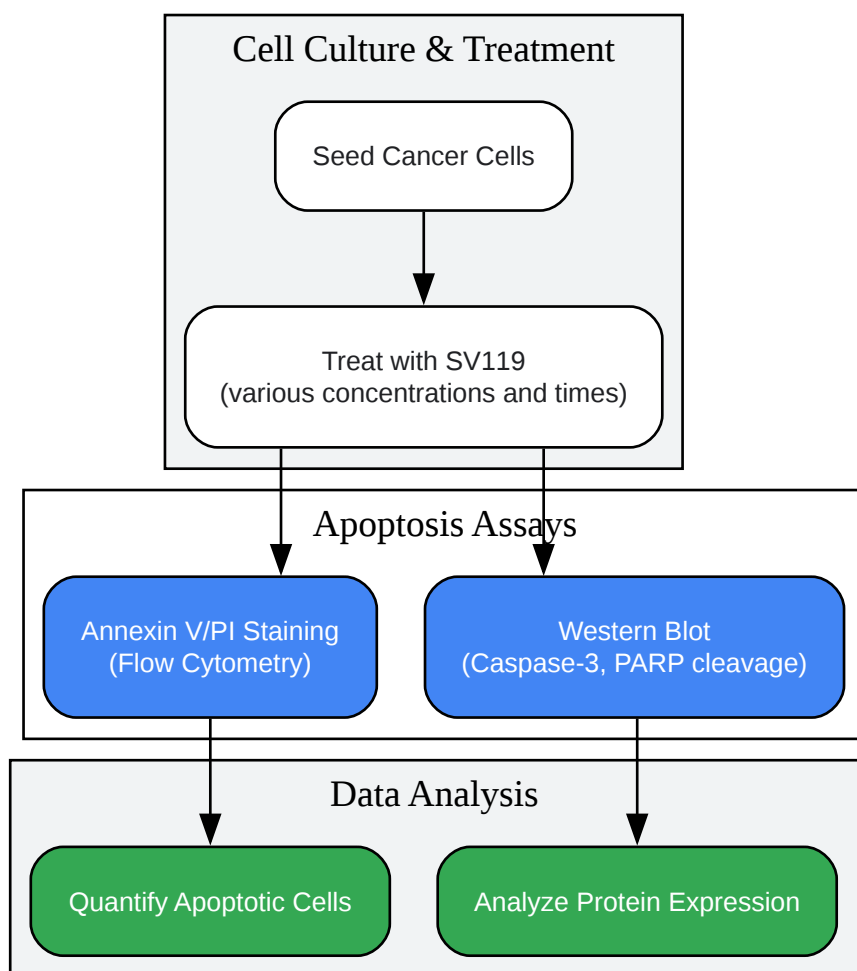 Cell Culture & Treatment
Seed Cancer Cells
Treat with SV119
(various concentrations and times)
Apoptosis Assays
Annexin V/PI Staining
(Flow Cytometry)
Western Blot
(Caspase-3, PARP cleavage)
Data Analysis
Quantify Apoptotic Cells
Analyze Protein Expression